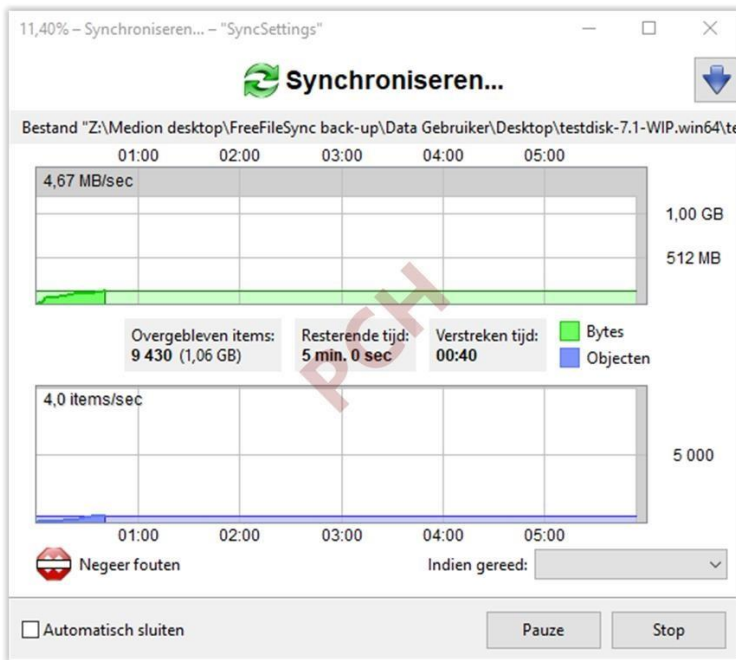 11,40% – Synchroniseren... – "SyncSettings"
Synchroniseren...
Bestand "Z:\Medion desktop\FreeFileSync back-up\Data Gebruiker\Desktop\testdisk-7.1-WIP.win64\te
01:00 02:00 03:00 04:00 05:00
4,67 MB/sec
1,00 GB
512 MB
PCH
Overgebleven items: Resterende tijd: Verstreken tijd: Bytes
9 430 (1,06 GB) 5 min. 0 sec 00:40 Objecten
4,0 items/sec
5 000
01:00 02:00 03:00 04:00 05:00
Negeer fouten Indien gereed:
Automatisch sluiten Pauze Stop